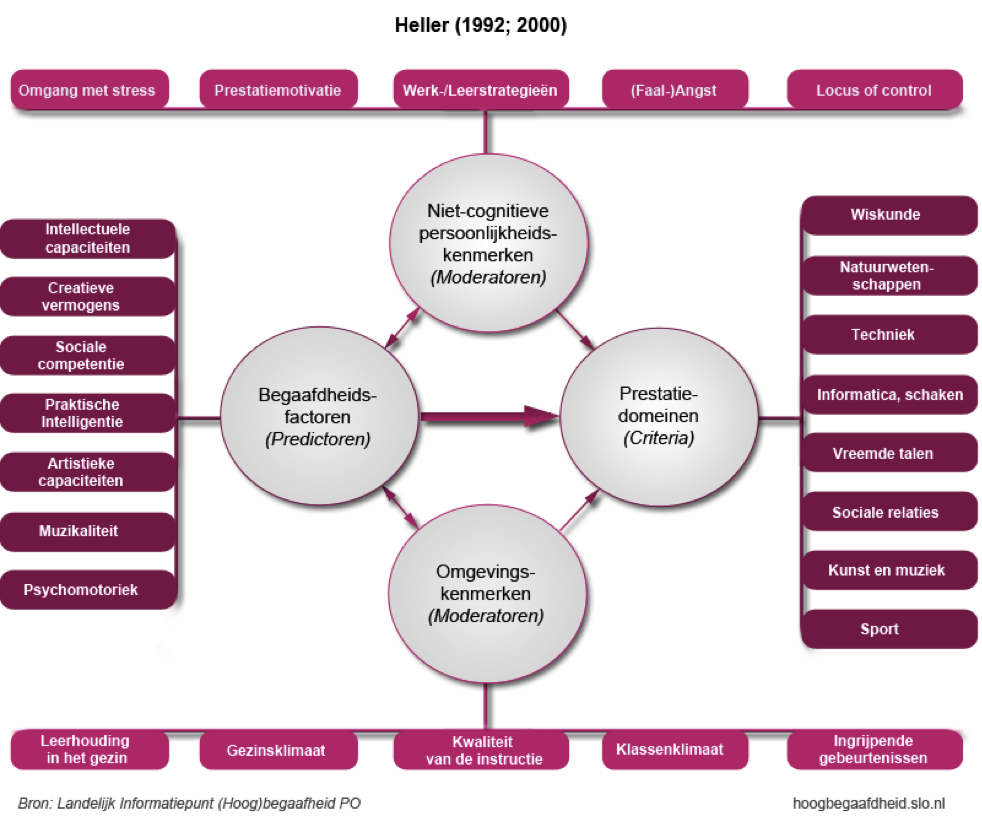 Heller (1992; 2000)
Omgang met stress
Prestatiemotivatie
Werk-/Leerstrategieën
(Faal-)Angst
Locus of control
Niet-cognitieve
persoonlijkheids-
kenmerken
(Moderatoren)
Intellectuele
capaciteiten
Creatieve
vermogens
Sociale
competentie
Praktische
Intelligentie
Artistieke
capaciteiten
Muzikaliteit
Psychomotoriek
Begaafdheids-
factoren
(Predictoren)
Prestatie-
domeinen
(Criteria)
Wiskunde
Natuurweten-
schappen
Techniek
Informatica, schaken
Vreemde talen
Sociale relaties
Kunst en muziek
Sport
Omgevings-
kenmerken
(Moderatoren)
Leerhouding
in het gezin
Gezinsklimaat
Kwaliteit
van de instructie
Klassenklimaat
Ingrijpende
gebeurtenissen
Bron: Landelijk Informatiepunt (Hoog)begaafheid PO
hoogbegaafdheid.slo.nl